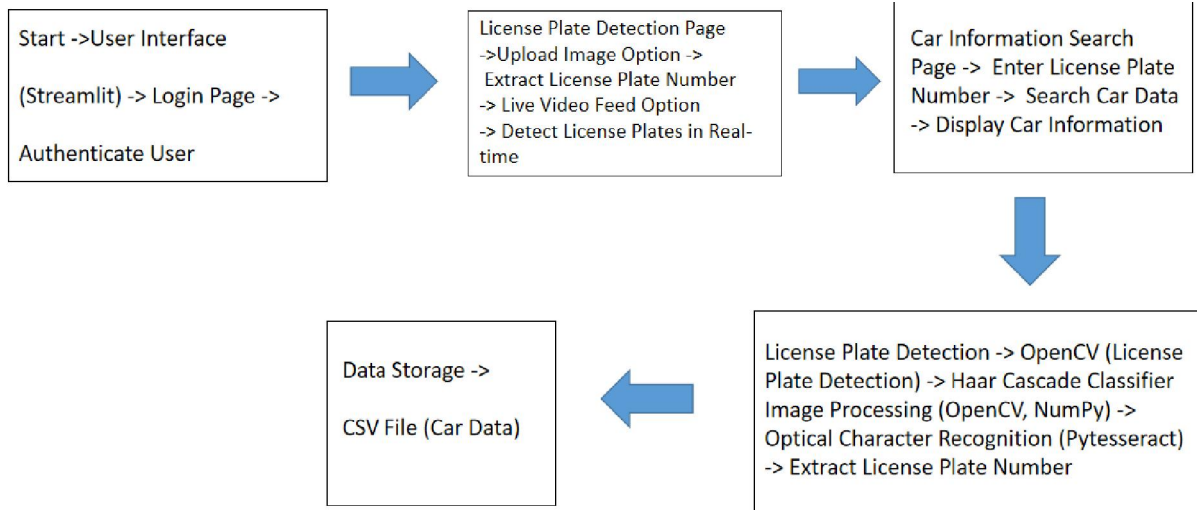 Start ->User Interface
(Streamlit) -> Login Page ->
Authenticate User
License Plate Detection Page
->Upload Image Option ->
Extract License Plate Number
-> Live Video Feed Option
-> Detect License Plates in Real-
time
Car Information Search
Page -> Enter License Plate
Number -> Search Car Data
-> Display Car Information
License Plate Detection -> OpenCV (License
Plate Detection) -> Haar Cascade Classifier
Image Processing (OpenCV, NumPy) ->
Optical Character Recognition (Pytesseract)
-> Extract License Plate Number
Data Storage ->
CSV File (Car Data)